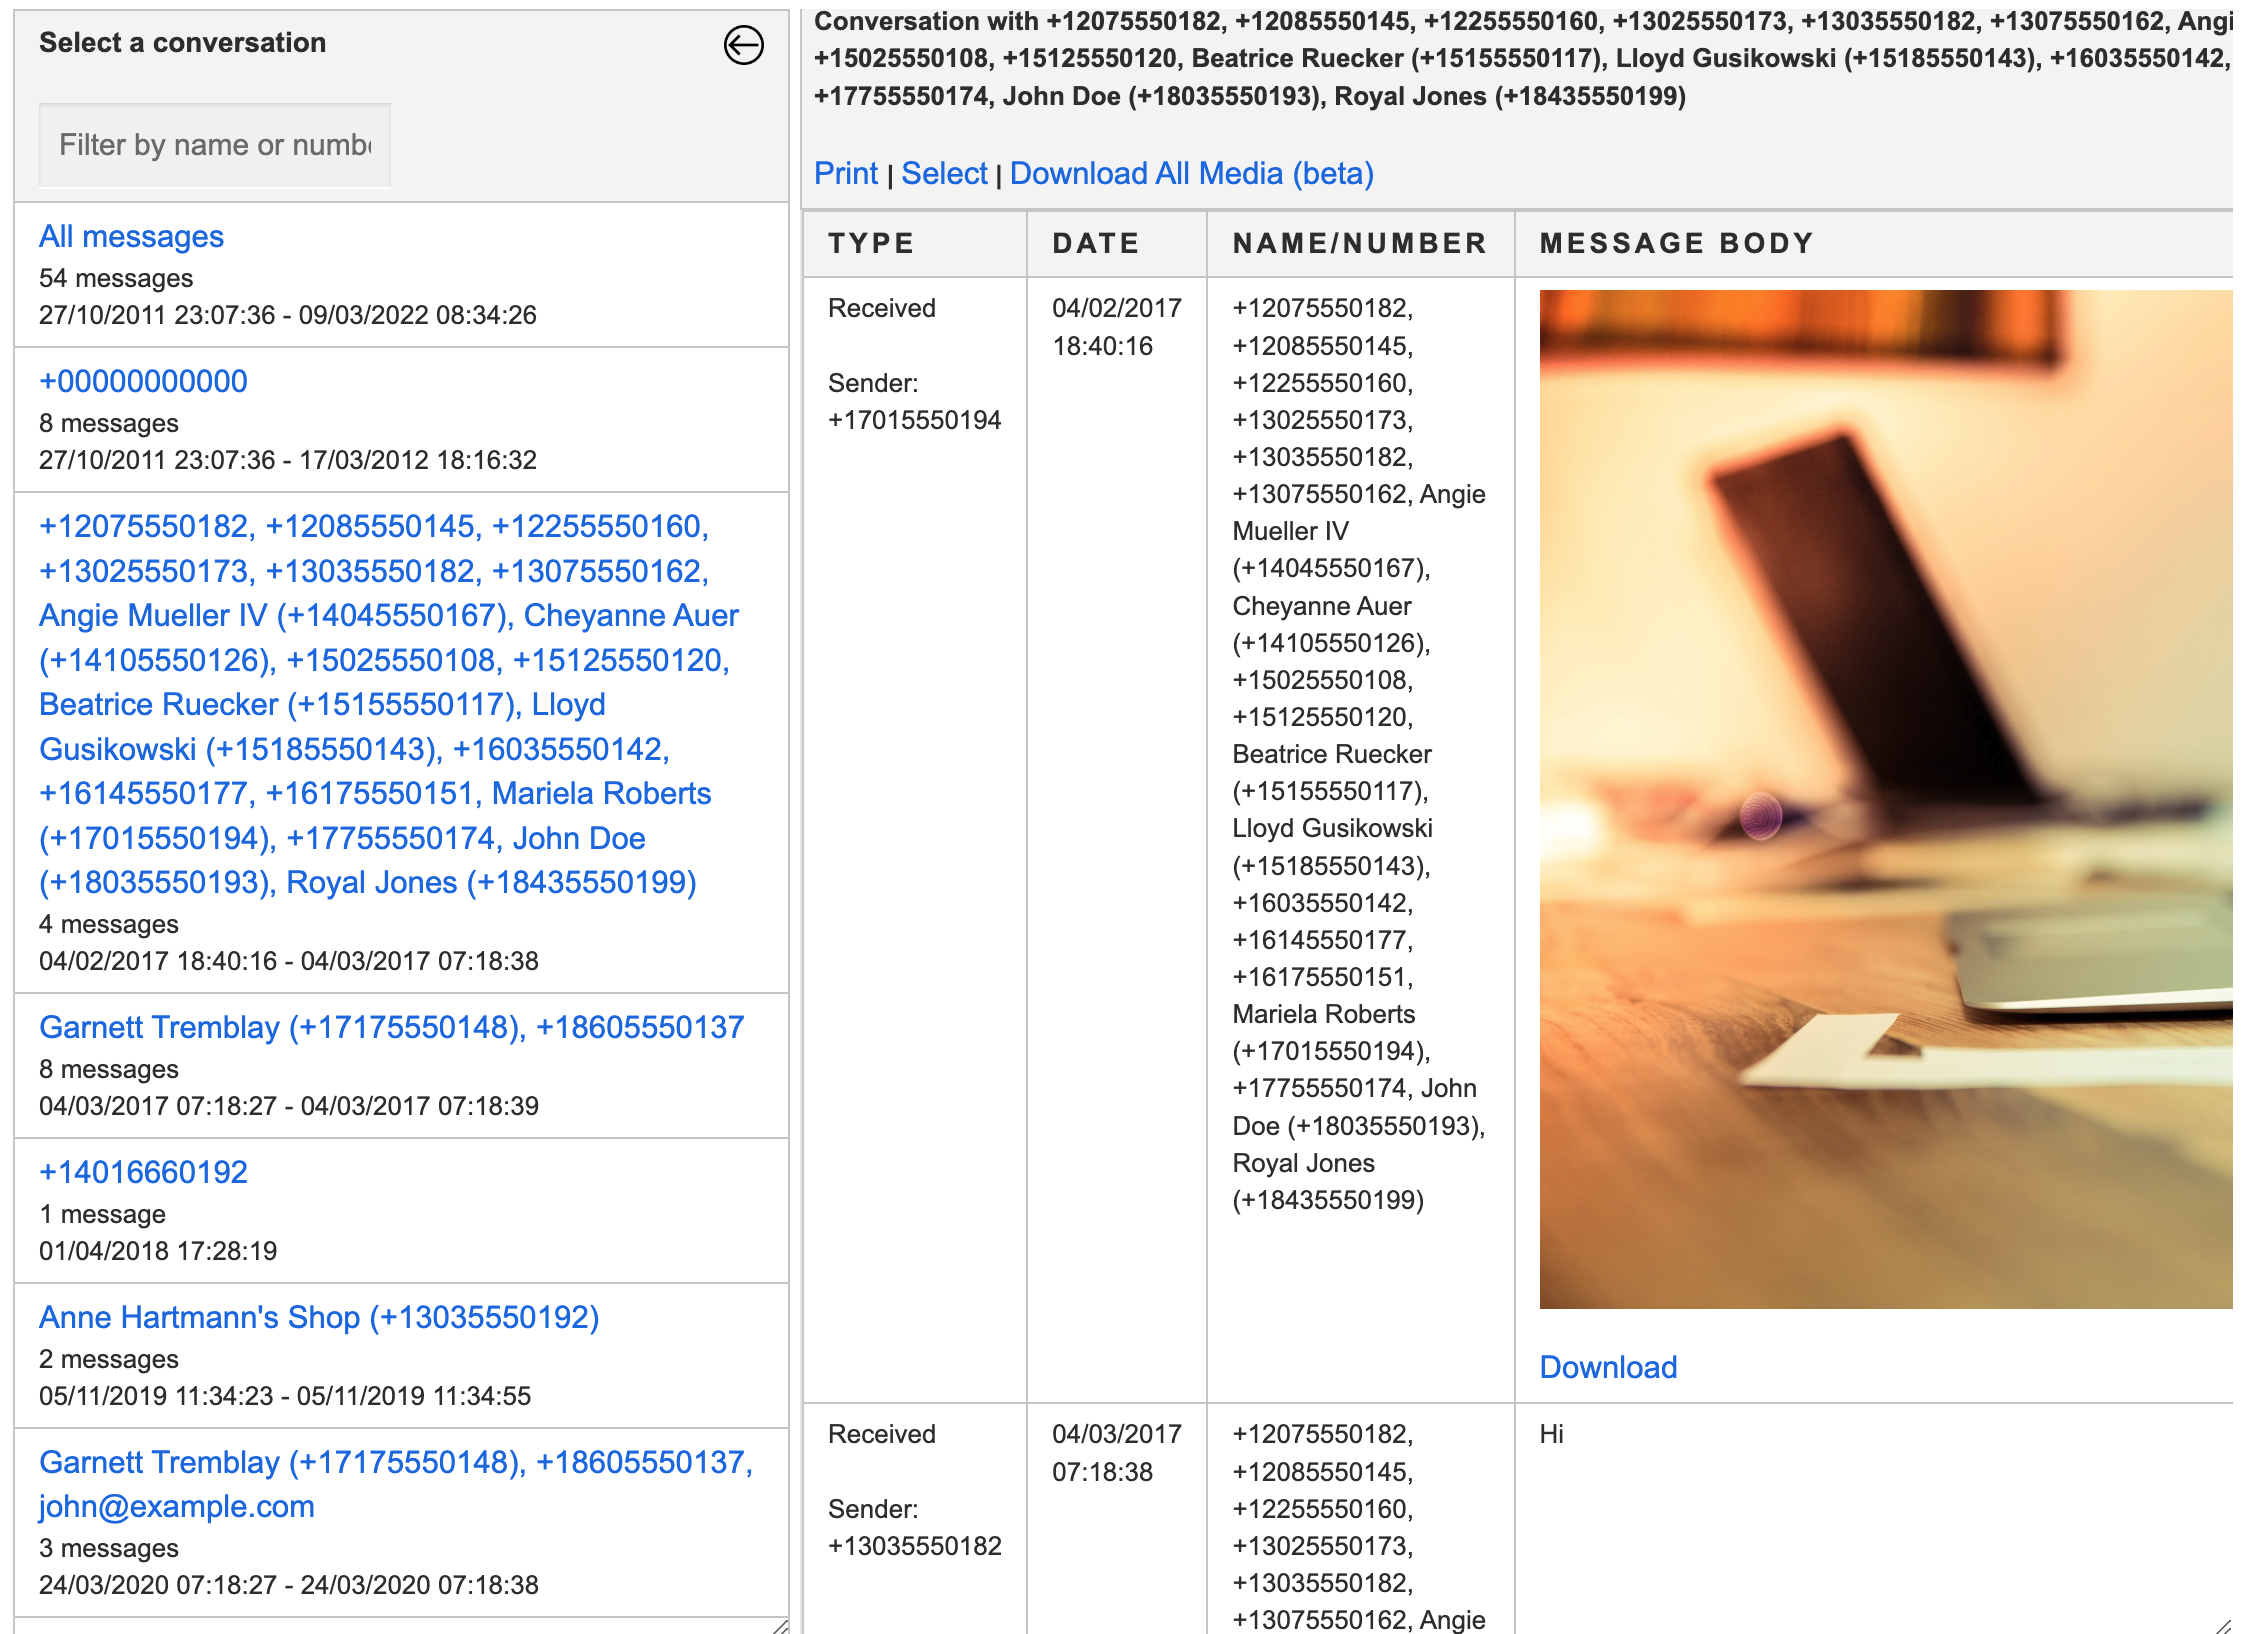 Select a conversation
Filter by name or numbe
All messages
54 messages
27/10/2011 23:07:36 - 09/03/2022 08:34:26
+00000000000
8 messages
27/10/2011 23:07:36 - 17/03/2012 18:16:32
+12075550182, +12085550145, +12255550160,
+13025550173, +13035550182, +13075550162,
Angie Mueller IV (+14045550167), Cheyanne Auer
(+14105550126), +15025550108, +15125550120,
Beatrice Ruecker (+15155550117), Lloyd
Gusikowski (+15185550143), +16035550142,
+16145550177, +16175550151, Mariela Roberts
(+17015550194), +17755550174, John Doe
(+18035550193), Royal Jones (+18435550199)
4 messages
04/02/2017 18:40:16 - 04/03/2017 07:18:38
Garnett Tremblay (+17175550148), +18605550137
8 messages
04/03/2017 07:18:27 - 04/03/2017 07:18:39
+14016660192
1 message
01/04/2018 17:28:19
Anne Hartmann's Shop (+13035550192)
2 messages
05/11/2019 11:34:23 - 05/11/2019 11:34:55
Garnett Tremblay (+17175550148), +18605550137,
john@example.com
3 messages
24/03/2020 07:18:27 - 24/03/2020 07:18:38
Conversation with +12075550182, +12085550145, +12255550160, +13025550173, +13035550182, +13075550162, Angi
+15025550108, +15125550120, Beatrice Ruecker (+15155550117), Lloyd Gusikowski (+15185550143), +16035550142,
+17755550174, John Doe (+18035550193), Royal Jones (+18435550199)
Print | Select | Download All Media (beta)
TYPE DATE NAME/NUMBER MESSAGE BODY
Received
Sender:
+17015550194
04/02/2017
18:40:16
+12075550182,
+12085550145,
+12255550160,
+13025550173,
+13035550182,
+13075550162, Angie
Mueller IV
(+14045550167),
Cheyanne Auer
(+14105550126),
+15025550108,
+15125550120,
Beatrice Ruecker
(+15155550117),
Lloyd Gusikowski
(+15185550143),
+16035550142,
+16145550177,
+16175550151,
Mariela Roberts
(+17015550194),
+17755550174, John
Doe (+18035550193),
Royal Jones
(+18435550199)
Download
Received
Sender:
+13035550182
04/03/2017
07:18:38
+12075550182,
+12085550145,
+12255550160,
+13025550173,
+13035550182,
+13075550162, Angie
Hi